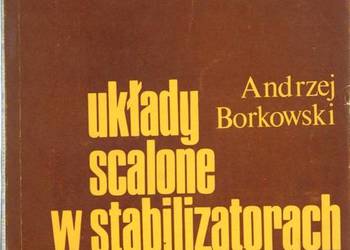 Andrzej
Borkowski
układy
scalone
w stabilizatorach